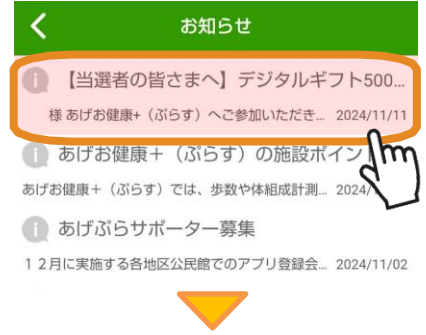 お知らせ
【当選者の皆さまへ】デジタルギフト500...
様 あげお健康+（ぷらす）へご参加いただき... 2024/11/11
あげお健康＋（ぷらす）の施設ポイン
あげお健康＋（ぷらす）では、歩数や体組成計測... 2024/
あげぷらサポーター募集
１２月に実施する各地区公民館でのアプリ登録会... 2024/11/02